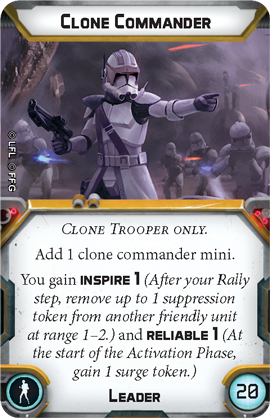 CLONE COMMANDER
©LFL ©FFG
CLONE TROOPER ONLY.
Add 1 clone commander mini.
You gain INSPIRE 1 (After your Rally
step, remove up to 1 suppression
token from another friendly unit
at range 1–2.) and RELIABLE 1 (At
the start of the Activation Phase,
gain 1 surge token.)
LEADER
20